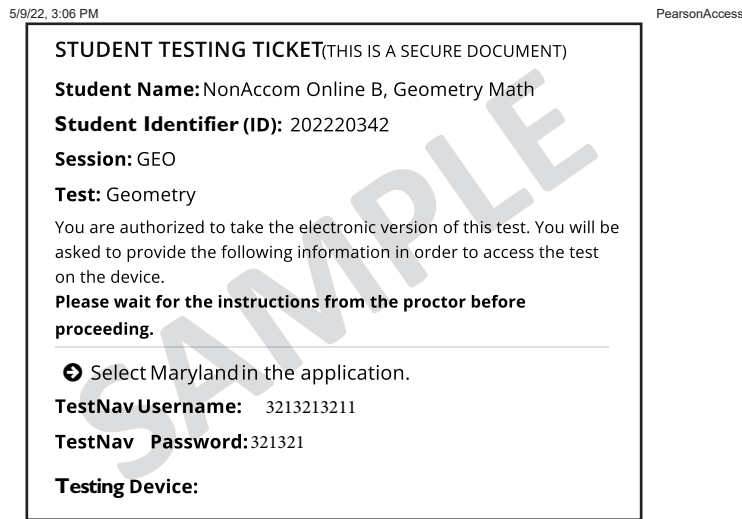 5/9/22, 3:06 PM PearsonAccess
STUDENT TESTING TICKET(THIS IS A SECURE DOCUMENT)
Student Name: NonAccom Online B, Geometry Math
Student Identifier (ID): 202220342
Session: GEO
Test: Geometry
You are authorized to take the electronic version of this test. You will be
asked to provide the following information in order to access the test
on the device.
Please wait for the instructions from the proctor before
proceeding.
Select Maryland in the application.
TestNav Username: 3213213211
TestNav Password: 321321
Testing Device:
SAMPLE